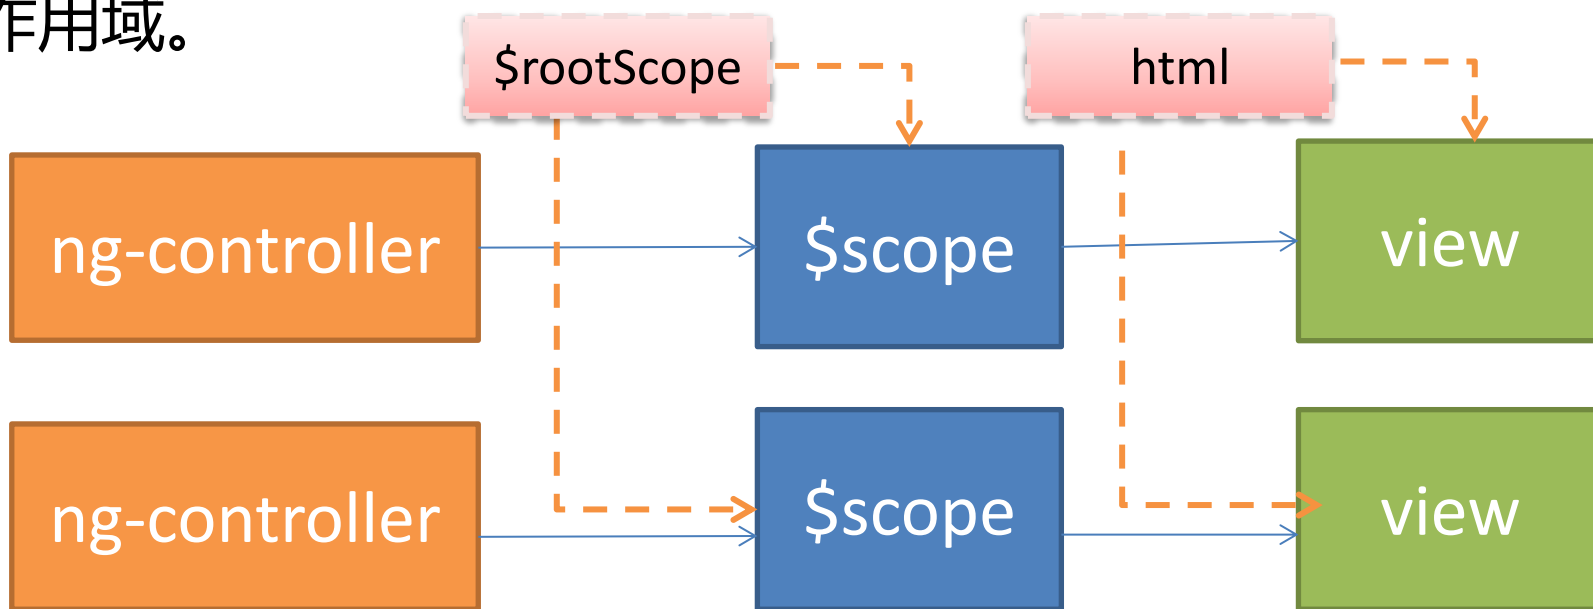 作用域。
$rootScope
html
ng-controller
$scope
view
ng-controller
$scope
view